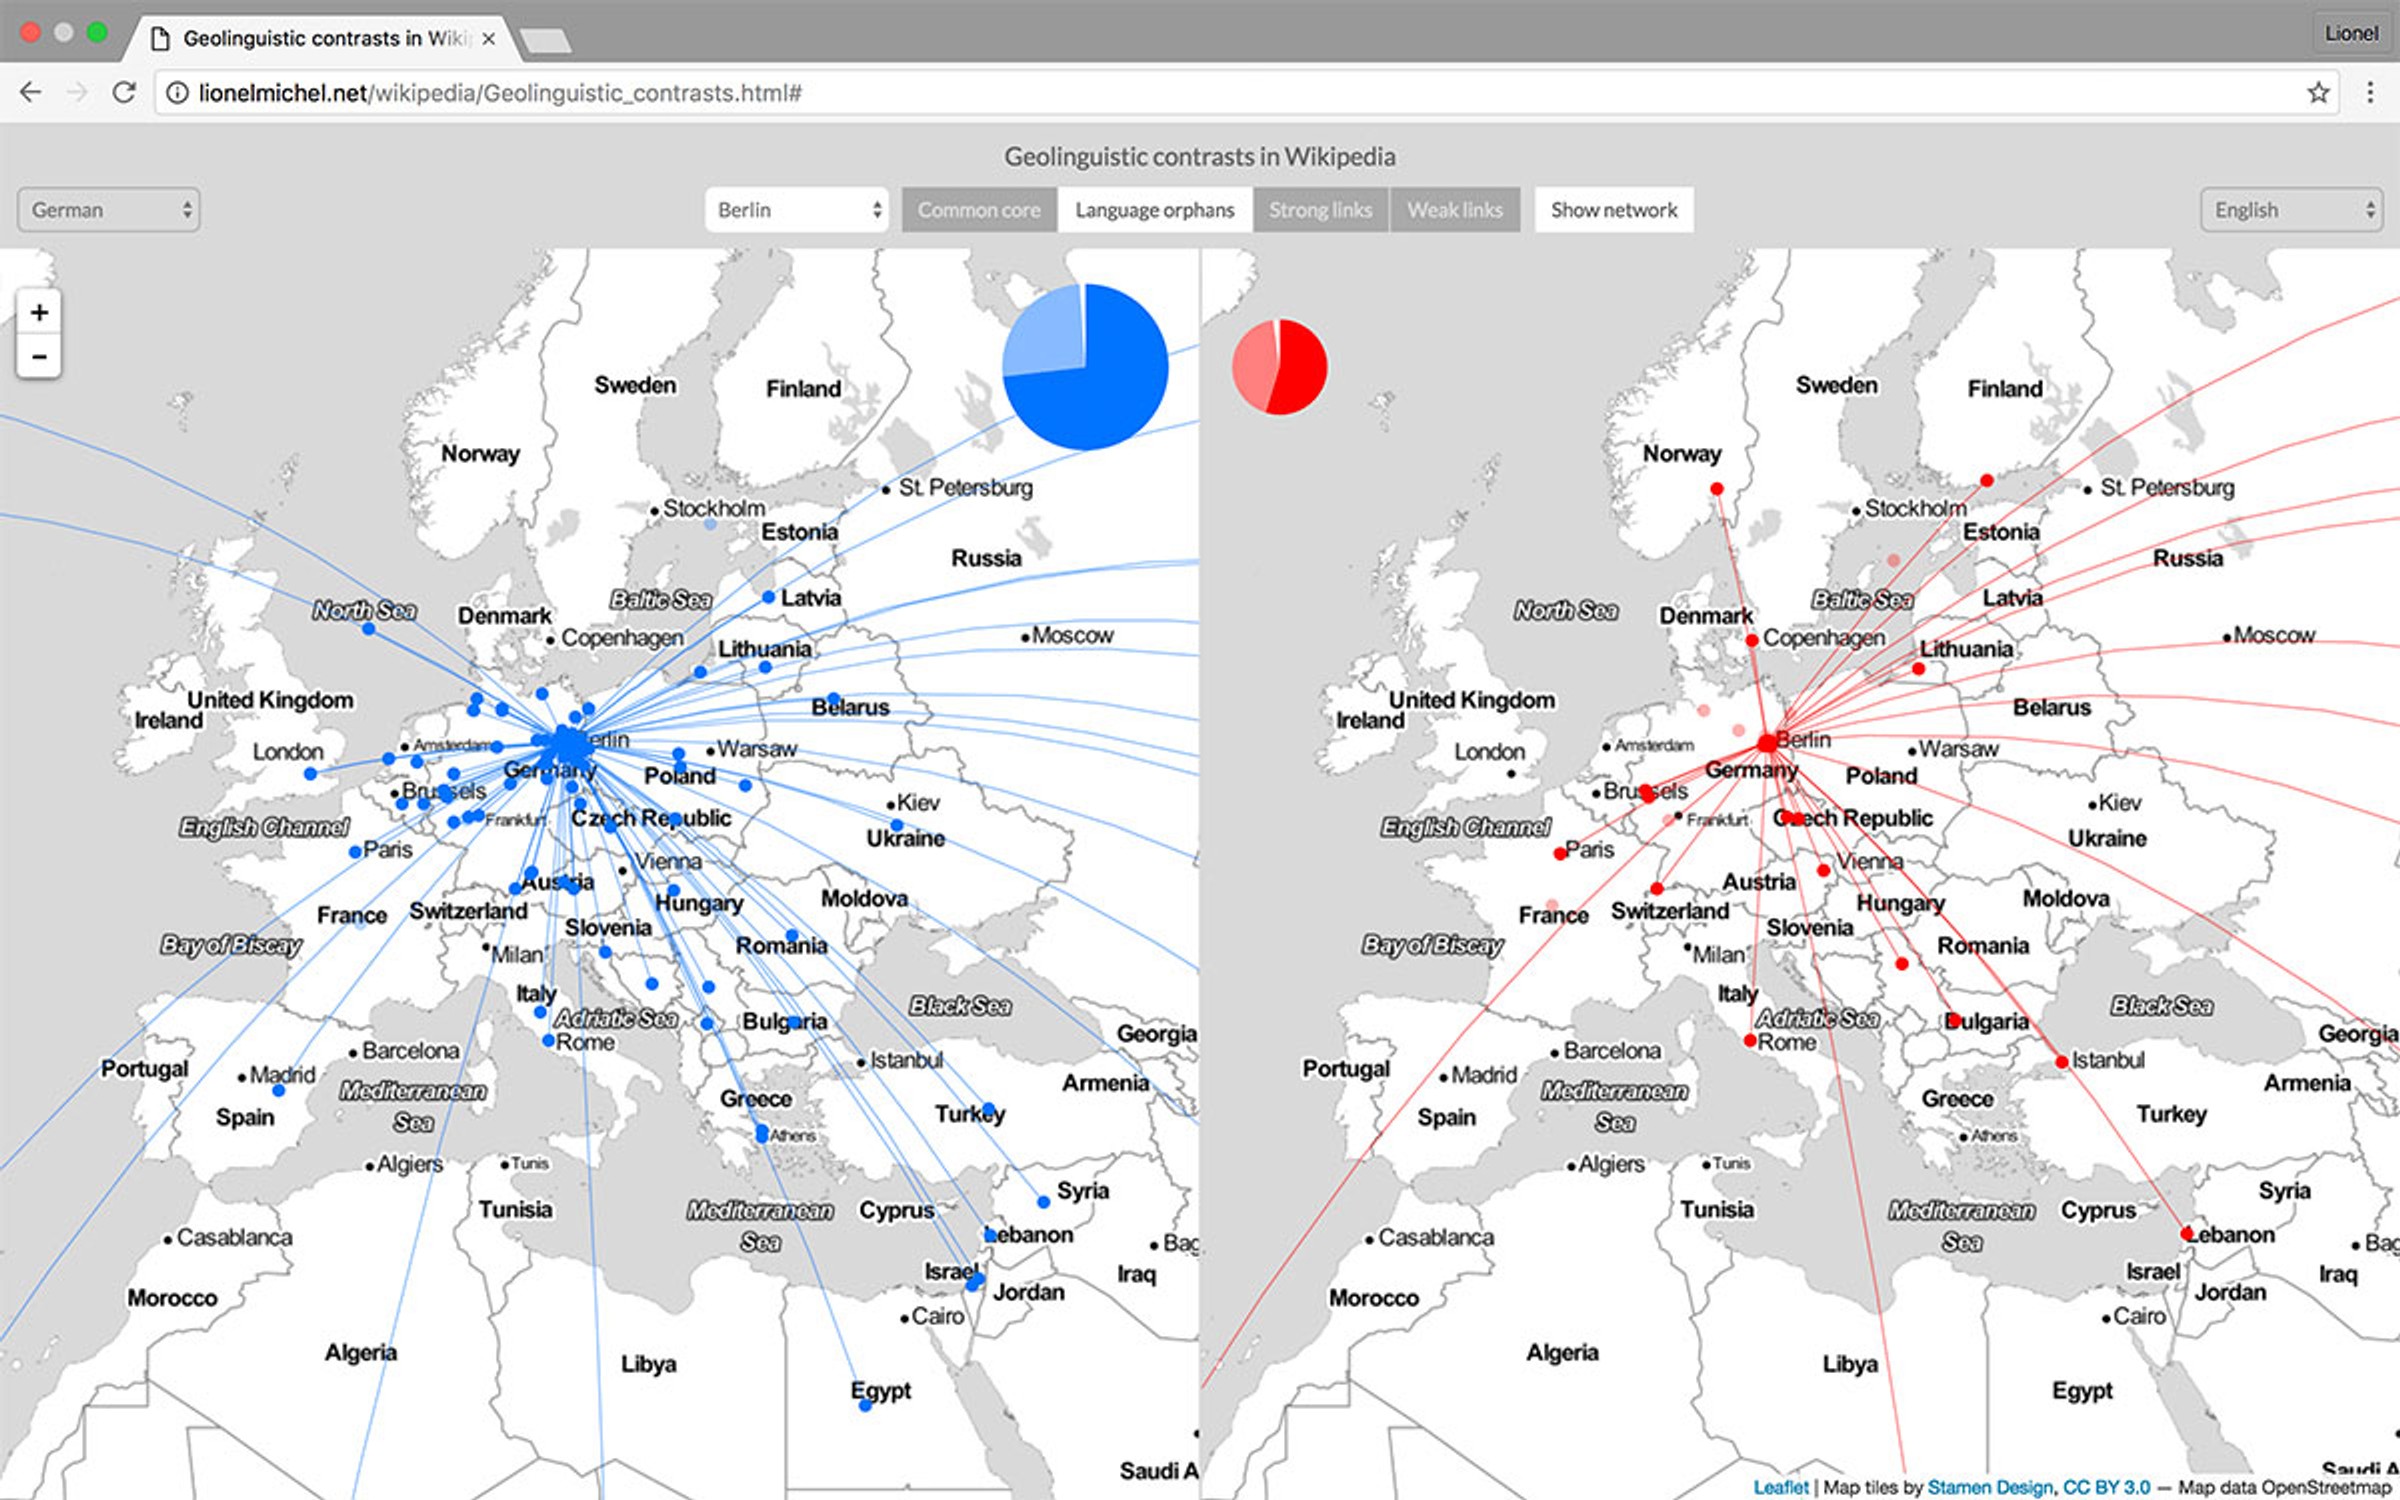 Geolinguistic contrasts in Wiki
Lionel
lionelmichel.net/wikipedia/Geolinguistic_contrasts.html#
Geolinguistic contrasts in Wikipedia
German
Berlin
Common core
Language orphans
Strong links
Weak links
Show network
English
+
−
Sweden
Finland
Norway
St. Petersburg
Stockholm
Estonia
Russia
North Sea
Denmark
Baltic Sea
Latvia
Copenhagen
Moscow
Lithuania
United Kingdom
Ireland
Belarus
London
Amsterdam
Berlin
Warsaw
Germany
Poland
Brussels
Kiev
English Channel
Frankfurt
Czech Republic
Ukraine
Paris
Vienna
Austria
France
Switzerland
Hungary
Moldova
Slovenia
Bay of Biscay
Milan
Romania
Italy
Adriatic Sea
Bulgaria
Black Sea
Georgia
Rome
Portugal
Barcelona
Istanbul
Madrid
Mediterranean
Sea
Armenia
Spain
Greece
Turkey
Athens
Algiers
Tunis
Syria
Tunisia
Mediterranean
Sea
Cyprus
Casablanca
Lebanon
Bag
Israel
Iraq
Morocco
Jordan
Cairo
Algeria
Libya
Egypt
Saudi A
Sweden
Finland
Norway
St. Petersburg
Stockholm
Estonia
Russia
North Sea
Denmark
Baltic Sea
Latvia
Copenhagen
Moscow
Lithuania
United Kingdom
Ireland
Belarus
London
Amsterdam
Berlin
Warsaw
Germany
Poland
Brussels
Kiev
English Channel
Frankfurt
Czech Republic
Ukraine
Paris
Vienna
Austria
France
Switzerland
Hungary
Moldova
Slovenia
Bay of Biscay
Milan
Romania
Italy
Adriatic Sea
Bulgaria
Black Sea
Georgia
Rome
Portugal
Barcelona
Istanbul
Madrid
Mediterranean
Sea
Armenia
Spain
Greece
Turkey
Athens
Algiers
Tunis
Syria
Tunisia
Mediterranean
Sea
Cyprus
Casablanca
Lebanon
Bag
Israel
Iraq
Morocco
Jordan
Cairo
Algeria
Libya
Egypt
Saudi A
Leaflet | Map tiles by Stamen Design, CC BY 3.0 — Map data OpenStreetmap